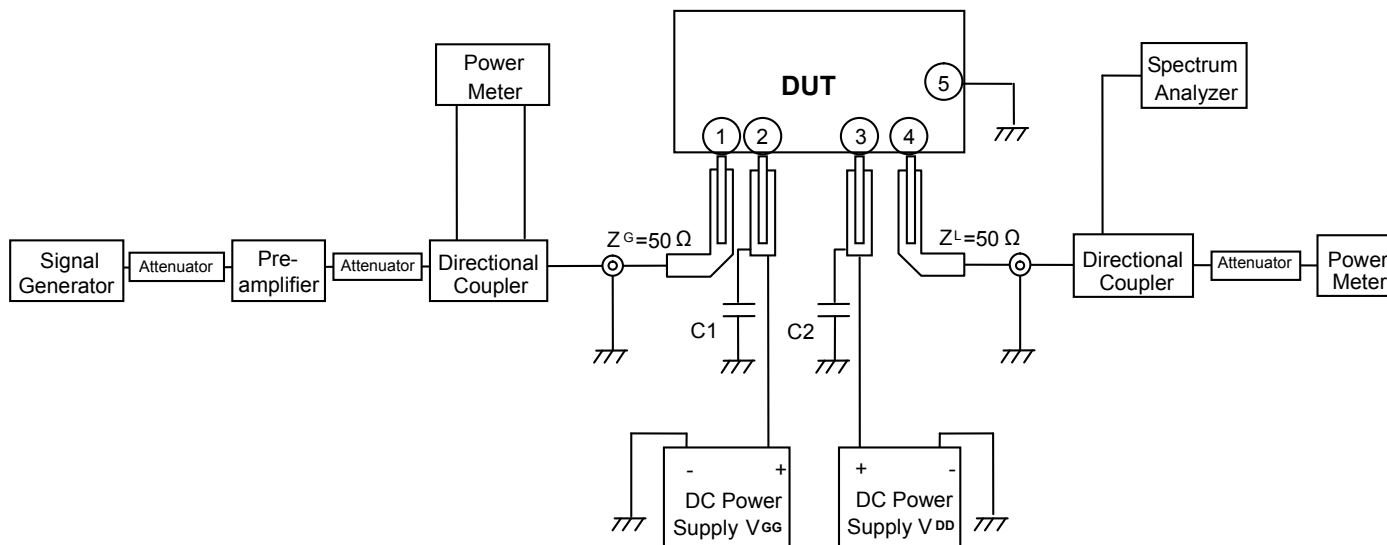 Power
Meter
DUT
5
Spectrum
Analyzer
1
2
3
4
ZG=50 Ω
ZL=50 Ω
Signal
Generator
Attenuator
Pre-
amplifier
Attenuator
Directional
Coupler
Directional
Coupler
Attenuator
Power
Meter
C1
C2
- +
DC Power
Supply VGG
+ -
DC Power
Supply VDD